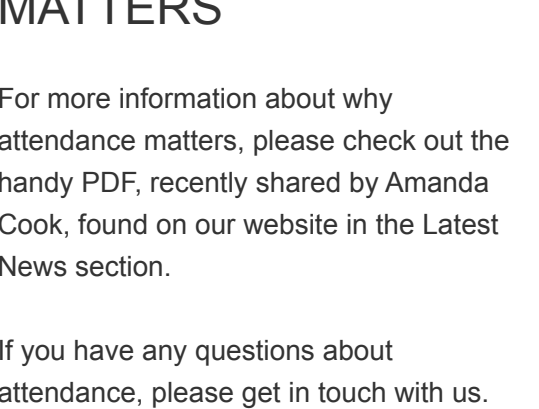 MATTERS
For more information about why
attendance matters, please check out the
handy PDF, recently shared by Amanda
Cook, found on our website in the Latest
News section.
If you have any questions about
attendance, please get in touch with us.